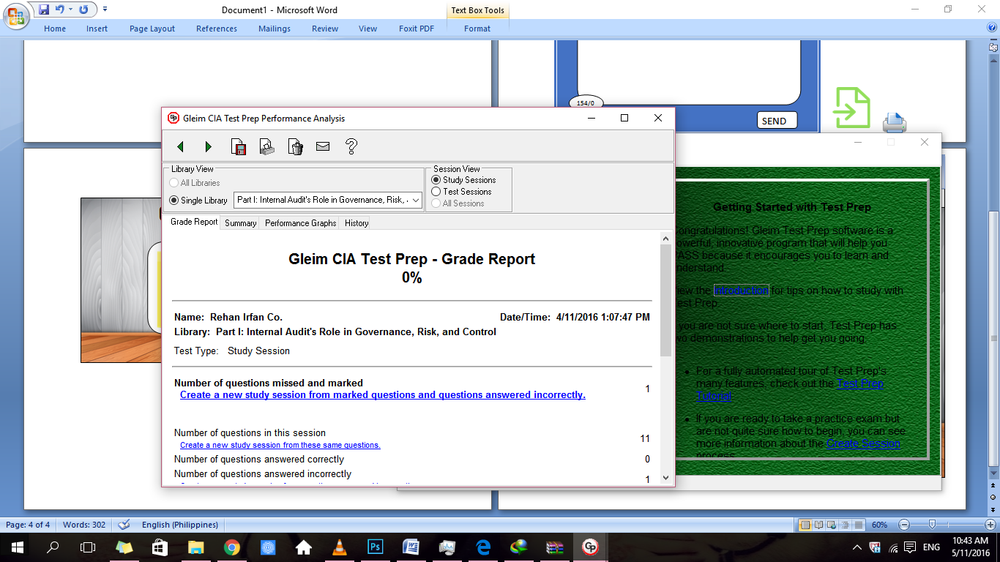 Document1 - Microsoft Word
Text Box Tools
Home Insert Page Layout References Mailings Review View Foxit PDF Format
154/0
SEND
Gleim CIA Test Prep Performance Analysis
Library View
All Libraries
Single Library Part I: Internal Audit's Role in Governance, Risk,
Session View
Study Sessions
Test Sessions
All Sessions
Grade Report Summary Performance Graphs History
Gleim CIA Test Prep - Grade Report
0%
Name: Rehan Irfan Co. Date/Time: 4/11/2016 1:07:47 PM
Library: Part I: Internal Audit's Role in Governance, Risk, and Control
Test Type: Study Session
Number of questions missed and marked 1
Create a new study session from marked questions and questions answered incorrectly.
Number of questions in this session 11
Create a new study session from these same questions.
Number of questions answered correctly 0
Number of questions answered incorrectly 1
Getting Started with Test Prep
ongratulations! Gleim Test Prep software is a
owerful, innovative program that will help you
ASS because it encourages you to learn and
nderstand.
iew the Introduction for tips on how to study with
est Prep.
you are not sure where to start, Test Prep has
wo demonstrations to help get you going.
For a fully automated tour of Test Prep's
many features, check out the Test Prep
Tutorial
If you are ready to take a practice exam but
are not quite sure how to begin, you can see
more information about the Create Session
process
Page: 4 of 4 Words: 302 English (Philippines) 60%
ENG
10:43 AM
5/11/2016